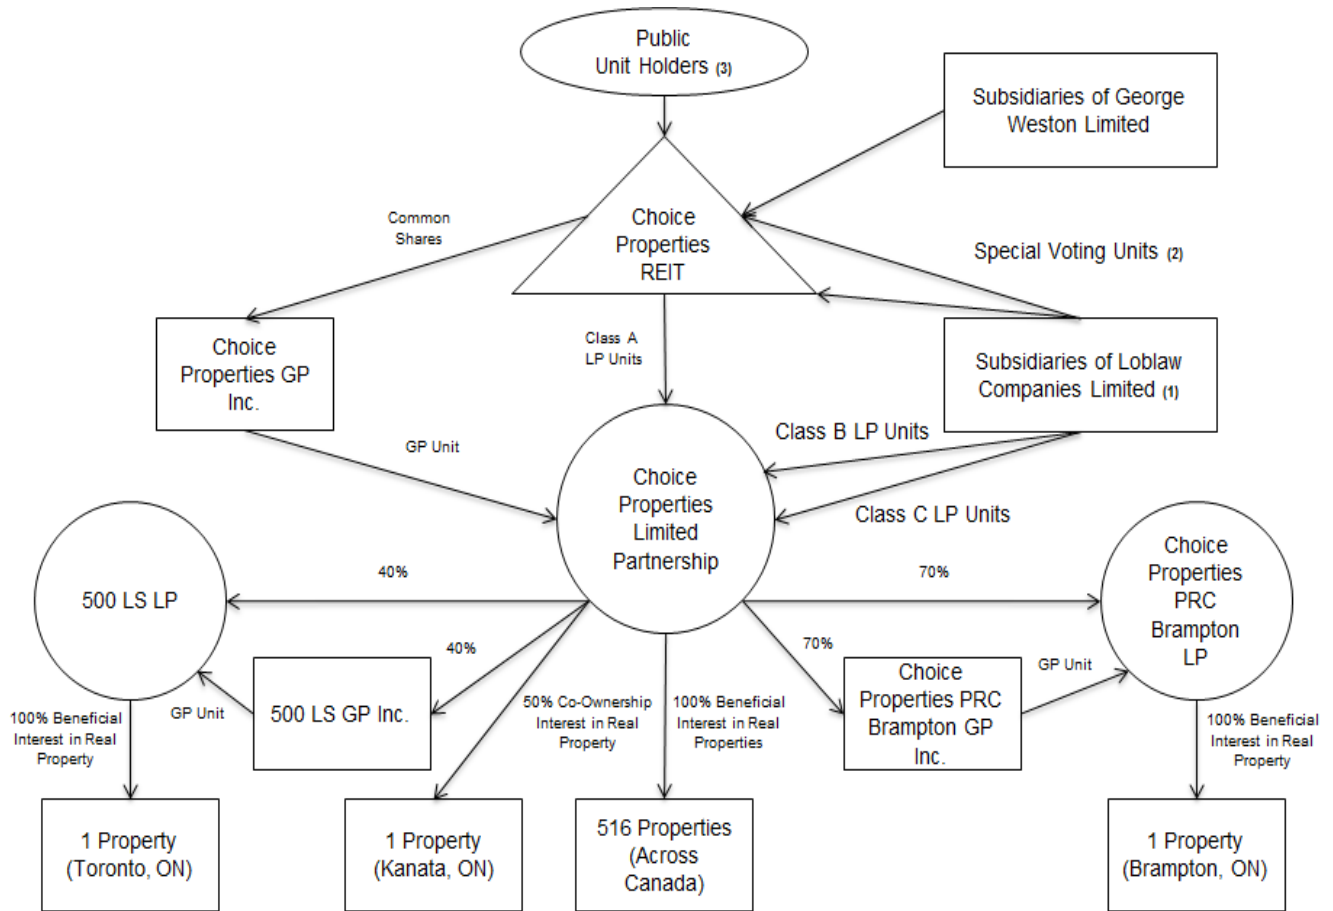 Public
Unit Holders (3)
Subsidiaries of George
Weston Limited
Common
Shares
Choice
Properties
REIT
Special Voting Units (2)
Choice
Properties GP
Inc.
Class A
LP Units
Subsidiaries of Loblaw
Companies Limited (1)
GP Unit
Class B LP Units
Choice
Properties
Limited
Partnership
Class C LP Units
500 LS LP
40%
70%
Choice
Properties
PRC
Brampton
LP
40%
70%
100% Beneficial
Interest in Real
Property
GP Unit
500 LS GP Inc.
50% Co-Ownership
Interest in Real
Property
100% Beneficial
Interest in Real
Properties
Choice
Properties PRC
Brampton GP
Inc.
GP Unit
100% Beneficial
Interest in Real
Property
1 Property
(Toronto, ON)
1 Property
(Kanata, ON)
516 Properties
(Across
Canada)
1 Property
(Brampton, ON)